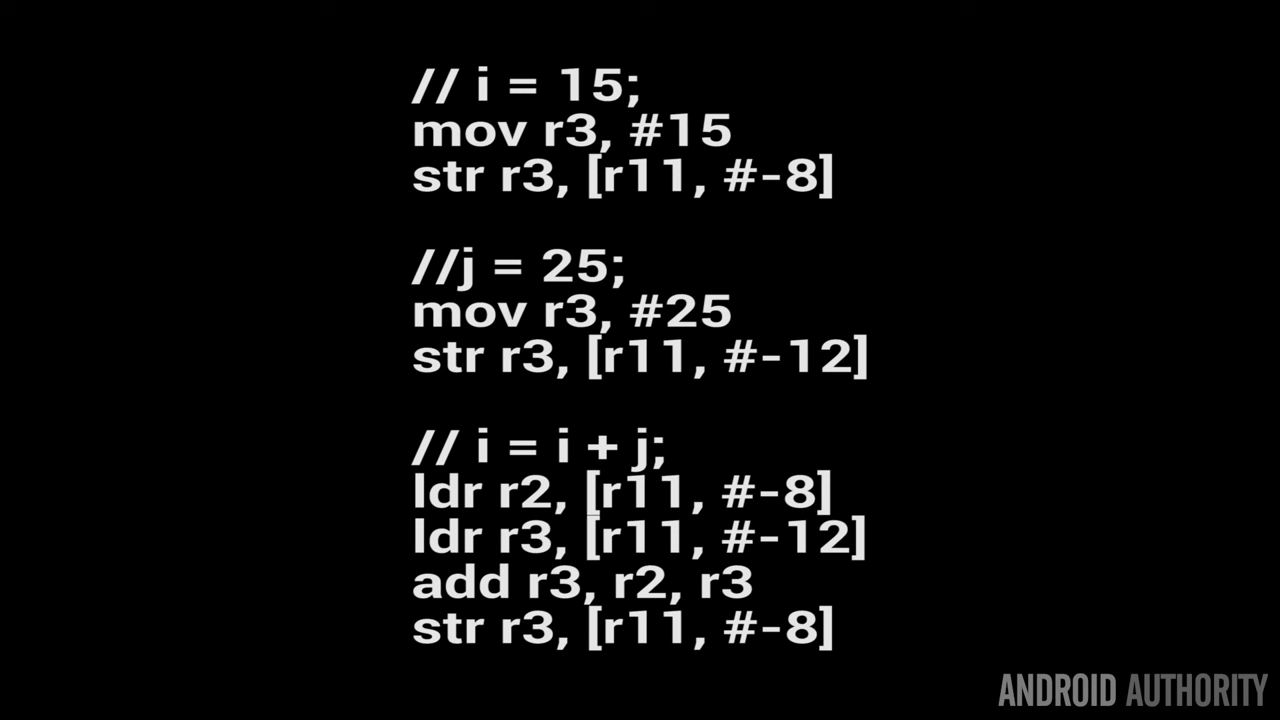 // i = 15;
mov r3, #15
str r3, [r11, #-8]
//j = 25;
mov r3, #25
str r3, [r11, #-12]
// i = i + j;
ldr r2, [r11, #-8]
ldr r3, [r11, #-12]
add r3, r2, r3
str r3, [r11, #-8]
ANDROID AUTHORITY